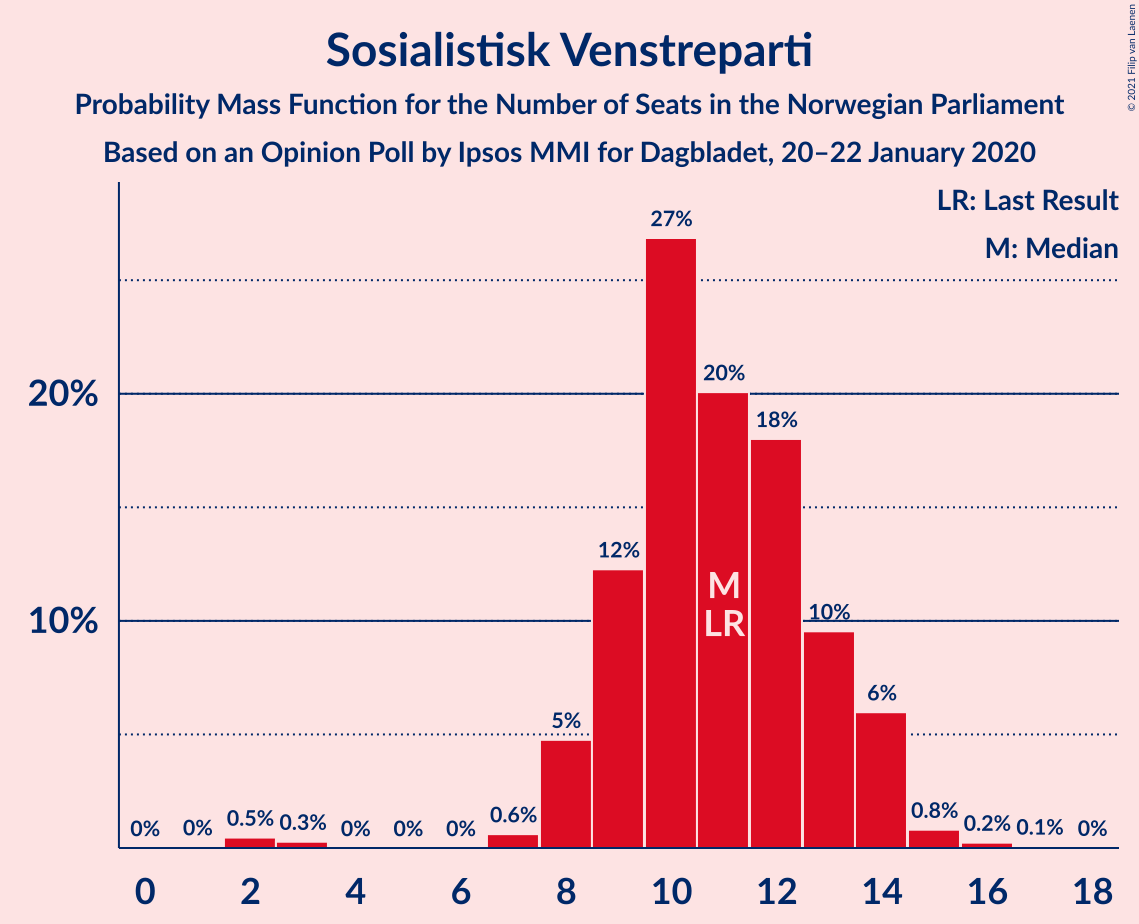 Sosialistisk Venstreparti
Probability Mass Function for the Number of Seats in the Norwegian Parliament
Based on an Opinion Poll by Ipsos MMI for Dagbladet, 20–22 January 2020
© 2021 Filip van Laenen
LR: Last Result
M: Median
20%
10%
0%
0%
0.5%
0.3%
0%
0%
0%
0.6%
5%
12%
27%
20%
18%
10%
6%
0.8%
0.2%
0.1%
0%
M
LR
0 2 4 6 8 10 12 14 16 18